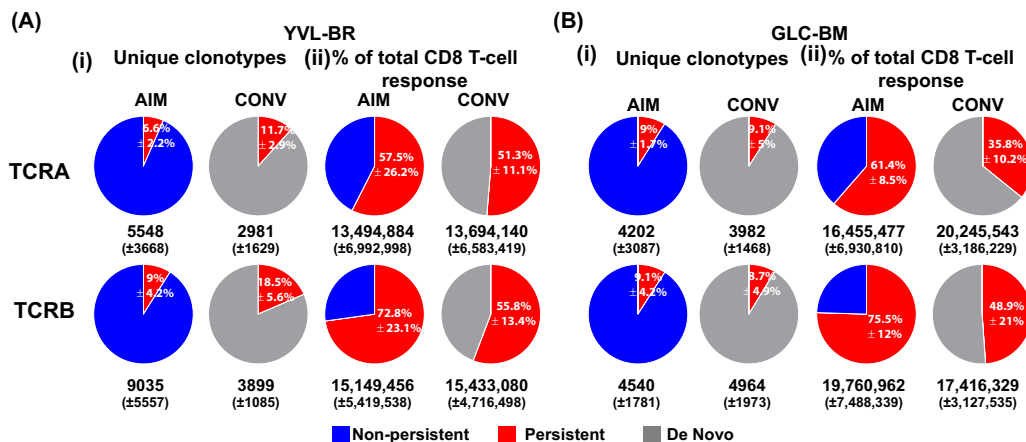 (A)
YVL-BR
(i) Unique clonotypes
(ii) % of total CD8 T-cell
response
AIM CONV AIM CONV
TCRA
6.6%
± 2.2%
11.7%
± 2.9%
57.5%
± 26.2%
51.3%
± 11.1%
5548 2981 13,494,884 13,694,140
(±3668) (±1629) (±6,992,998) (±6,583,419)
TCRB
9%
± 4.2%
18.5%
± 5.6%
72.8%
± 23.1%
55.8%
± 13.4%
9035 3899 15,149,456 15,433,080
(±5557) (±1085) (±5,419,538) (±4,716,498)
(B)
GLC-BM
(i) Unique clonotypes
(ii) % of total CD8 T-cell
response
AIM CONV AIM CONV
9%
± 1.7%
9.1%
± 5%
61.4%
± 8.5%
35.8%
± 10.2%
4202 3982 16,455,477 20,245,543
(±3087) (±1468) (±6,930,810) (±3,186,229)
9.1%
± 4.2%
8.7%
± 4.9%
75.5%
± 12%
48.9%
± 21%
4540 4964 19,760,962 17,416,329
(±1781) (±1973) (±7,488,339) (±3,127,535)
Non-persistent Persistent De Novo